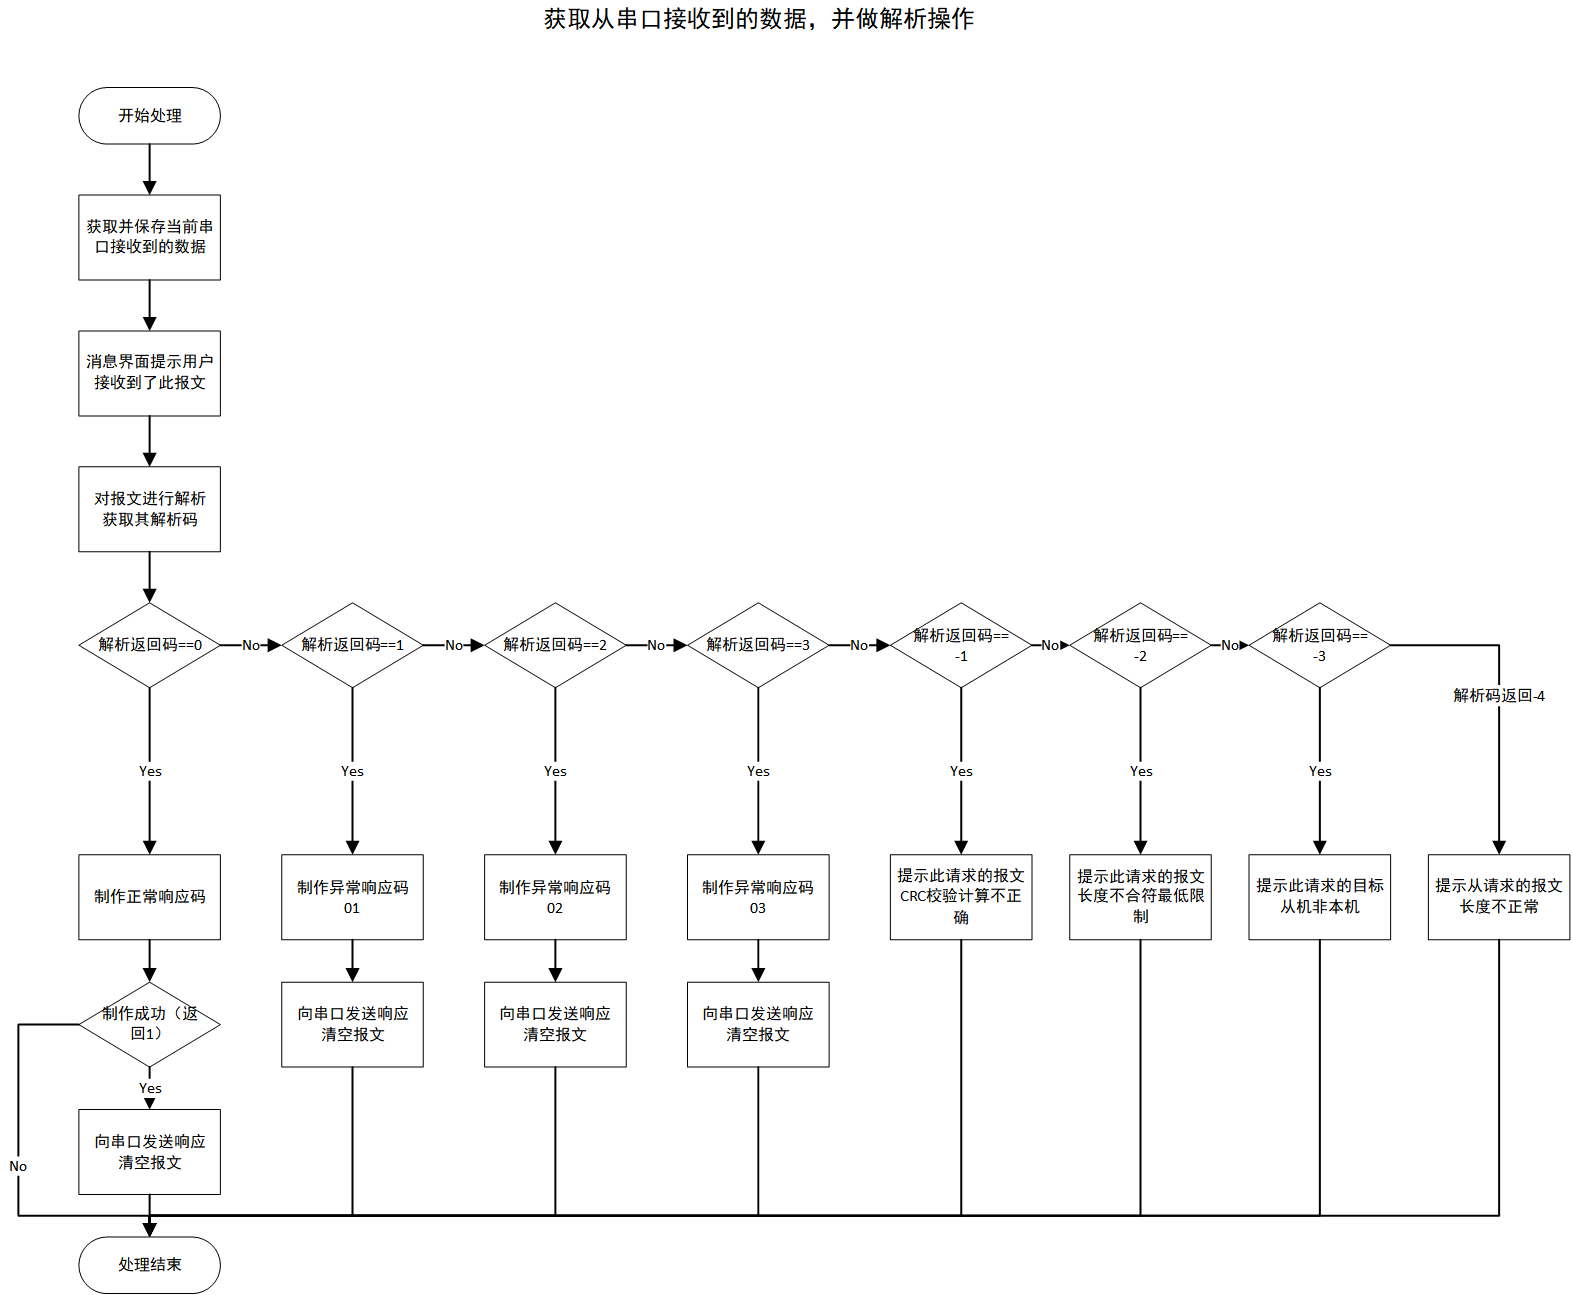 获取从串口接收到的数据，并做解析操作
开始处理
获取并保存当前串
口接收到的数据
消息界面提示用户
接收到了此报文
对报文进行解析
获取其解析码
解析返回码==0
No
解析返回码==1
No
解析返回码==2
No
解析返回码==3
No
解析返回码==
-1
No
解析返回码==
-2
No
解析返回码==
-3
解析码返回-4
Yes
Yes
Yes
Yes
Yes
Yes
Yes
制作正常响应码
制作异常响应码
01
制作异常响应码
02
制作异常响应码
03
提示此请求的报文
CRC校验计算不正
确
提示此请求的报文
长度不合符最低限
制
提示此请求的目标
从机非本机
提示从请求的报文
长度不正常
制作成功（返
回1）
向串口发送响应
清空报文
向串口发送响应
清空报文
向串口发送响应
清空报文
Yes
向串口发送响应
清空报文
No
处理结束